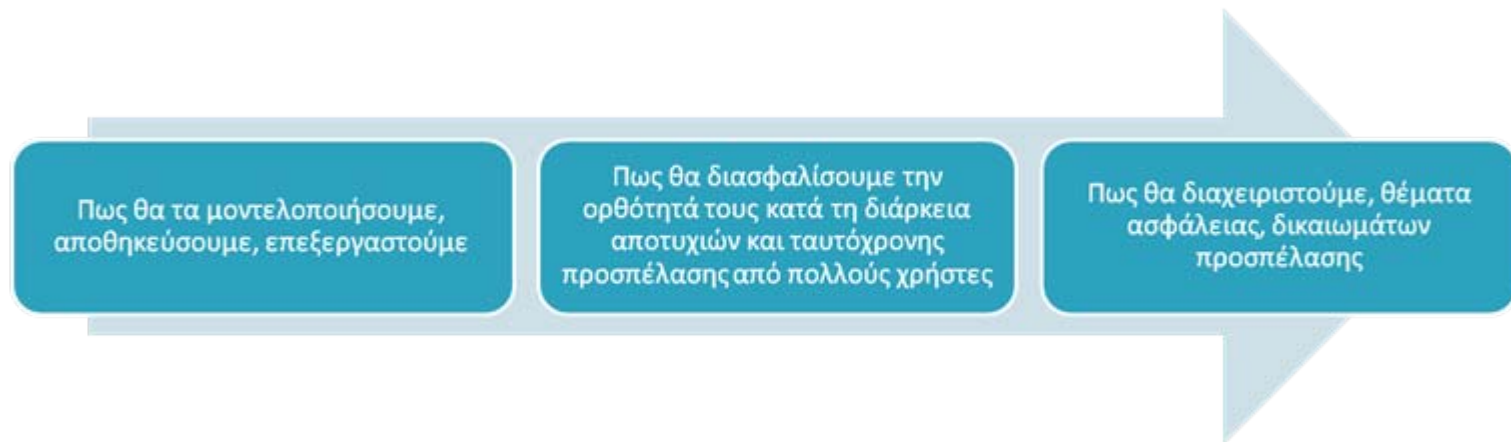 Πως θα τα μοντελοποιήσουμε,
αποθηκεύσουμε, επεξεργαστούμε
Πως θα διασφαλίσουμε την
ορθότητά τους κατά τη διάρκεια
αποτυχιών και ταυτόχρονης
προσπέλασης από πολλούς χρήστες
Πως θα διαχειριστούμε, θέματα
ασφάλειας, δικαιωμάτων
προσπέλασης